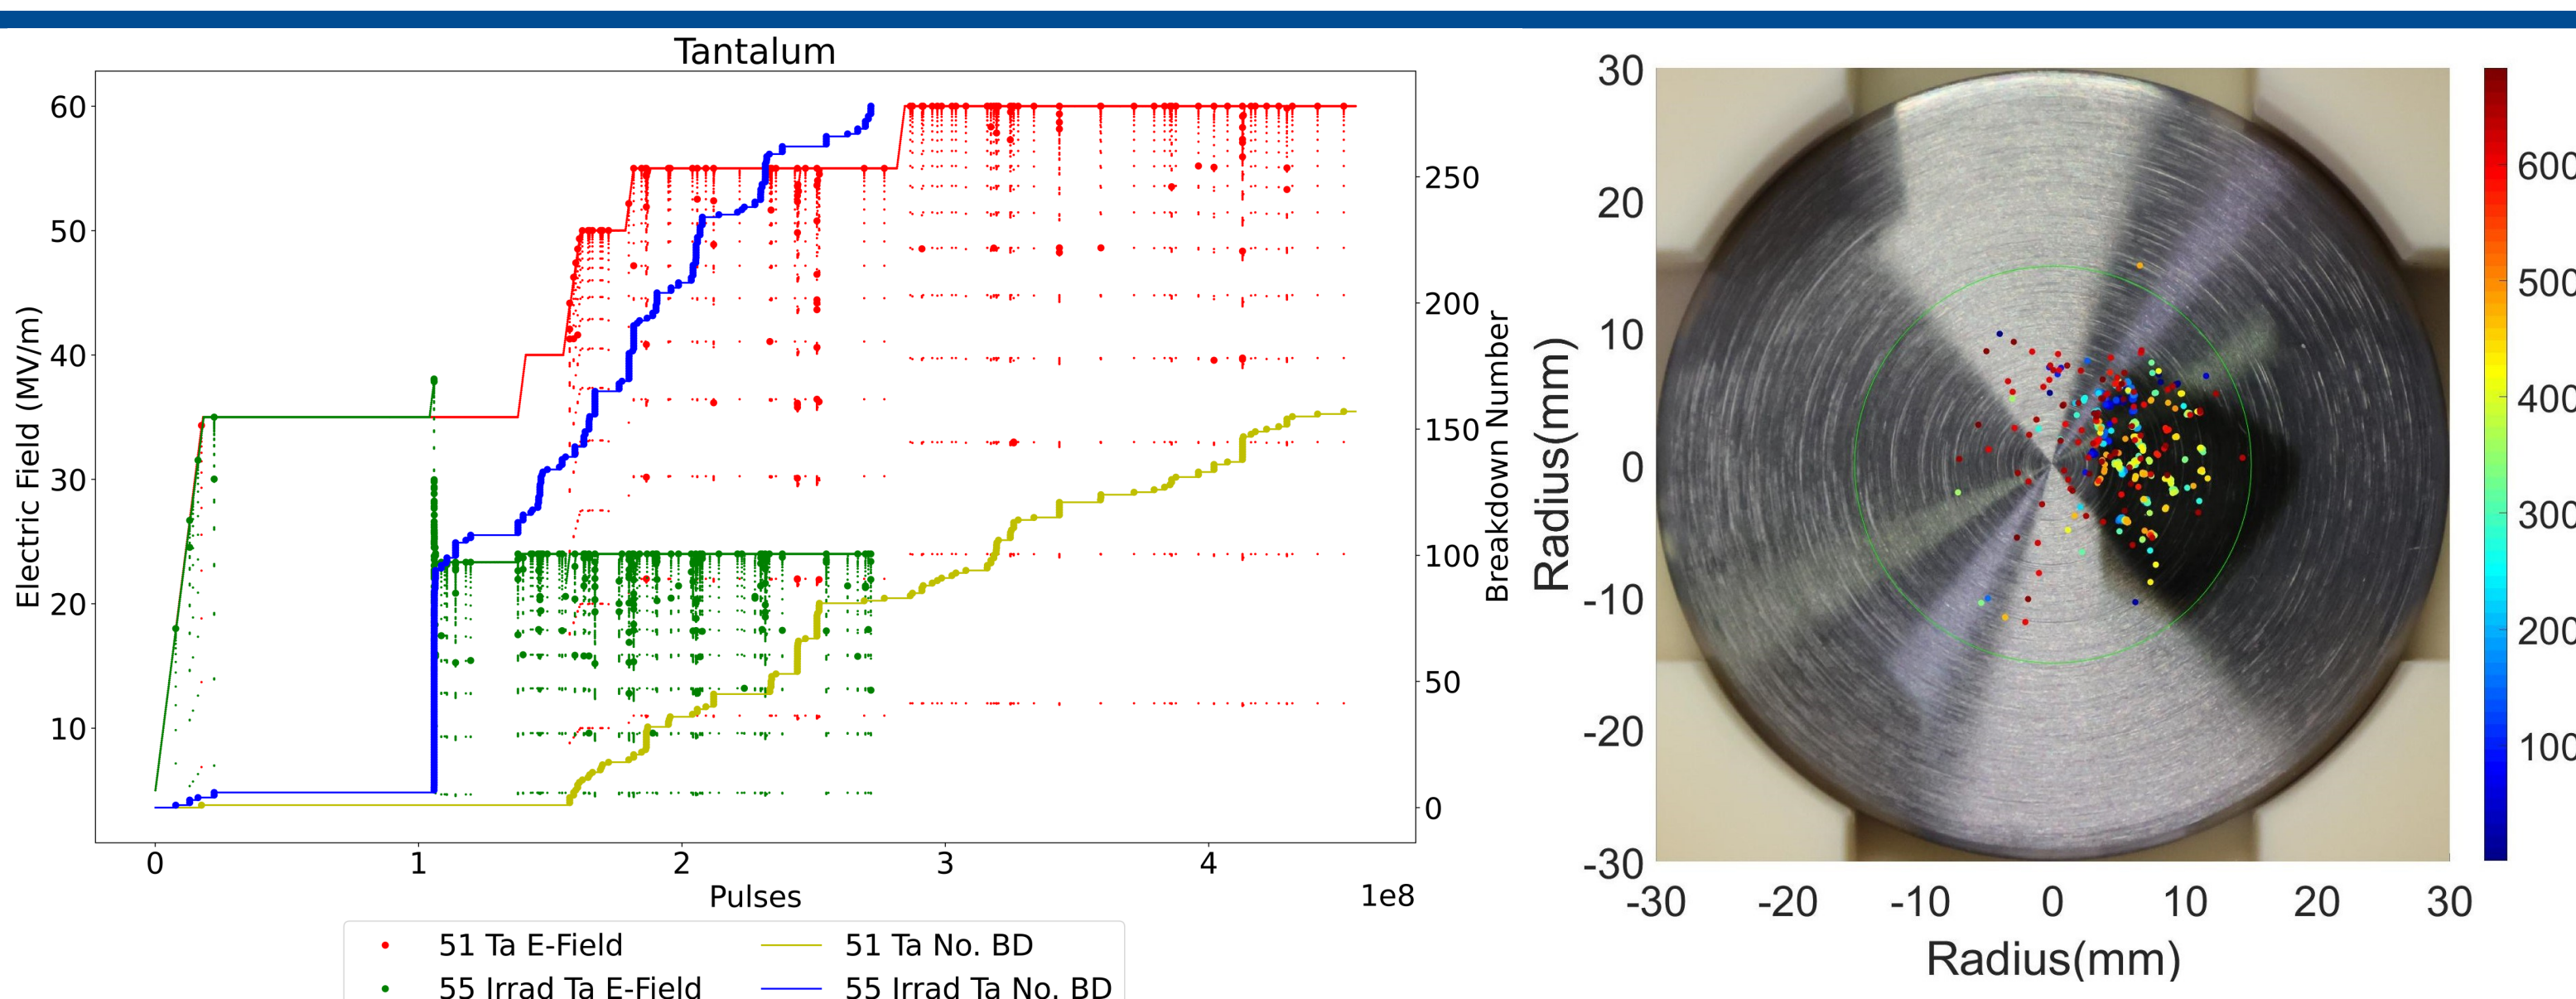 Tantalum
Electric Field (MV/m)
60
50
40
30
20
10
250
200
150
100
50
0
Breakdown Number
0 1 2 3 4
Pulses
1e8
51 Ta E-Field
51 Ta No. BD
55 Irrad Ta E-Field
55 Irrad Ta No. BD
Radius(mm)
30
20
10
0
-10
-20
-30
-30 -20 -10 0 10 20 30
Radius(mm)
600
500
400
300
200
100